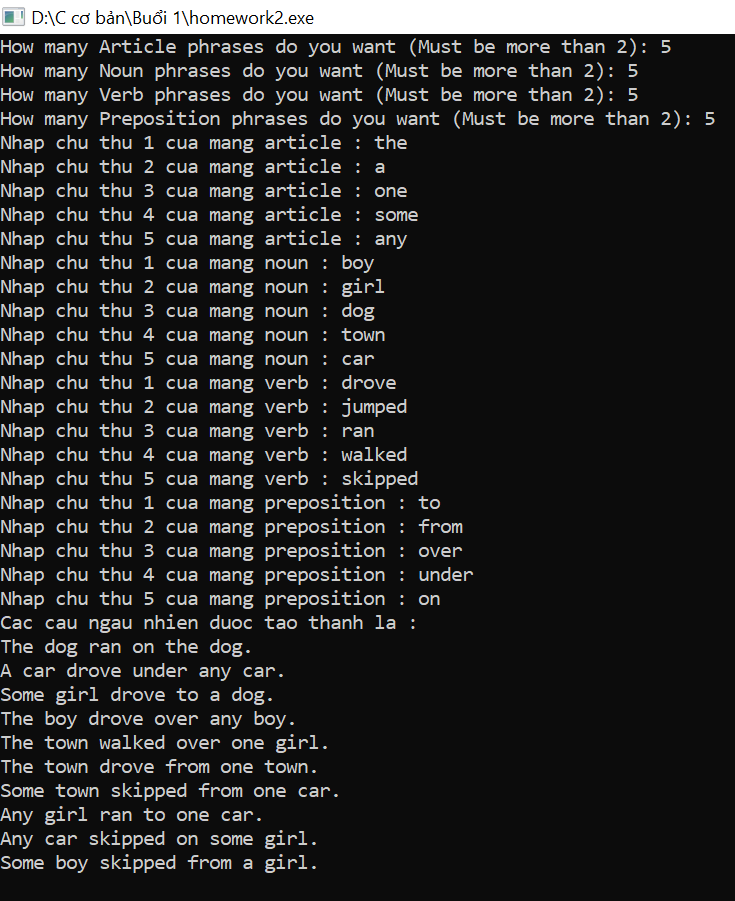 D:\C cơ bản\Buổi 1\homework2.exe
How many Article phrases do you want (Must be more than 2): 5
How many Noun phrases do you want (Must be more than 2): 5
How many Verb phrases do you want (Must be more than 2): 5
How many Preposition phrases do you want (Must be more than 2): 5
Nhap chu thu 1 cua mang article : the
Nhap chu thu 2 cua mang article : a
Nhap chu thu 3 cua mang article : one
Nhap chu thu 4 cua mang article : some
Nhap chu thu 5 cua mang article : any
Nhap chu thu 1 cua mang noun : boy
Nhap chu thu 2 cua mang noun : girl
Nhap chu thu 3 cua mang noun : dog
Nhap chu thu 4 cua mang noun : town
Nhap chu thu 5 cua mang noun : car
Nhap chu thu 1 cua mang verb : drove
Nhap chu thu 2 cua mang verb : jumped
Nhap chu thu 3 cua mang verb : ran
Nhap chu thu 4 cua mang verb : walked
Nhap chu thu 5 cua mang verb : skipped
Nhap chu thu 1 cua mang preposition : to
Nhap chu thu 2 cua mang preposition : from
Nhap chu thu 3 cua mang preposition : over
Nhap chu thu 4 cua mang preposition : under
Nhap chu thu 5 cua mang preposition : on
Cac cau ngau nhien duoc tao thanh la :
The dog ran on the dog.
A car drove under any car.
Some girl drove to a dog.
The boy drove over any boy.
The town walked over one girl.
The town drove from one town.
Some town skipped from one car.
Any girl ran to one car.
Any car skipped on some girl.
Some boy skipped from a girl.